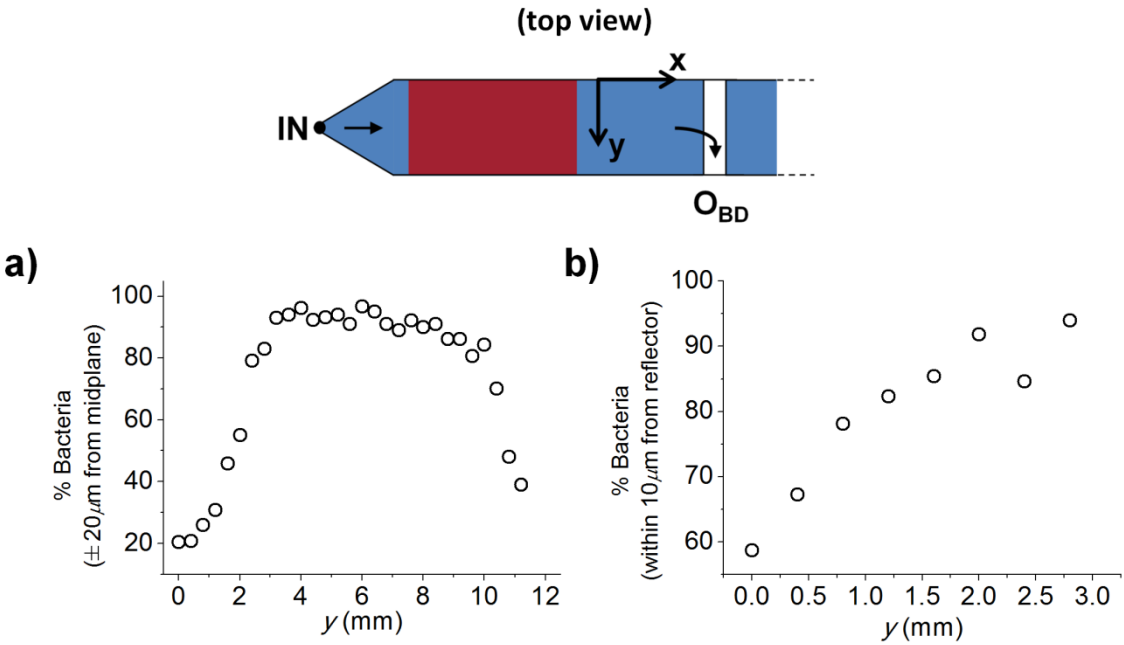 (top view)
x
IN
y
O_BD
a)
b)
% Bacteria
(±20μm from midplane)
100
80
60
40
20
0 2 4 6 8 10 12
y (mm)
% Bacteria
(within 10μm from reflector)
100
90
80
70
60
0.0 0.5 1.0 1.5 2.0 2.5 3.0
y (mm)